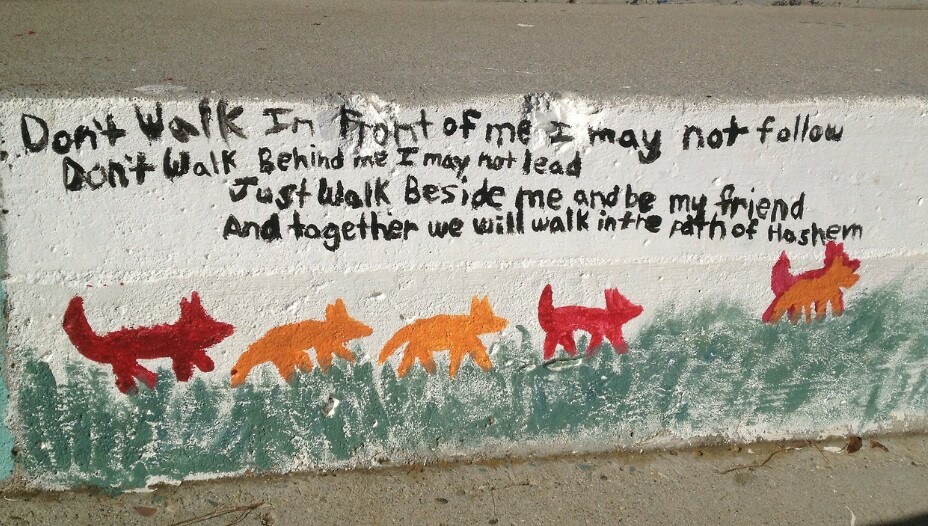 Don't Walk In Front of me I may not follow
Don't Walk Behind me I may not lead
Just Walk Beside me and be my friend
And together we will walk in the path of Hashem